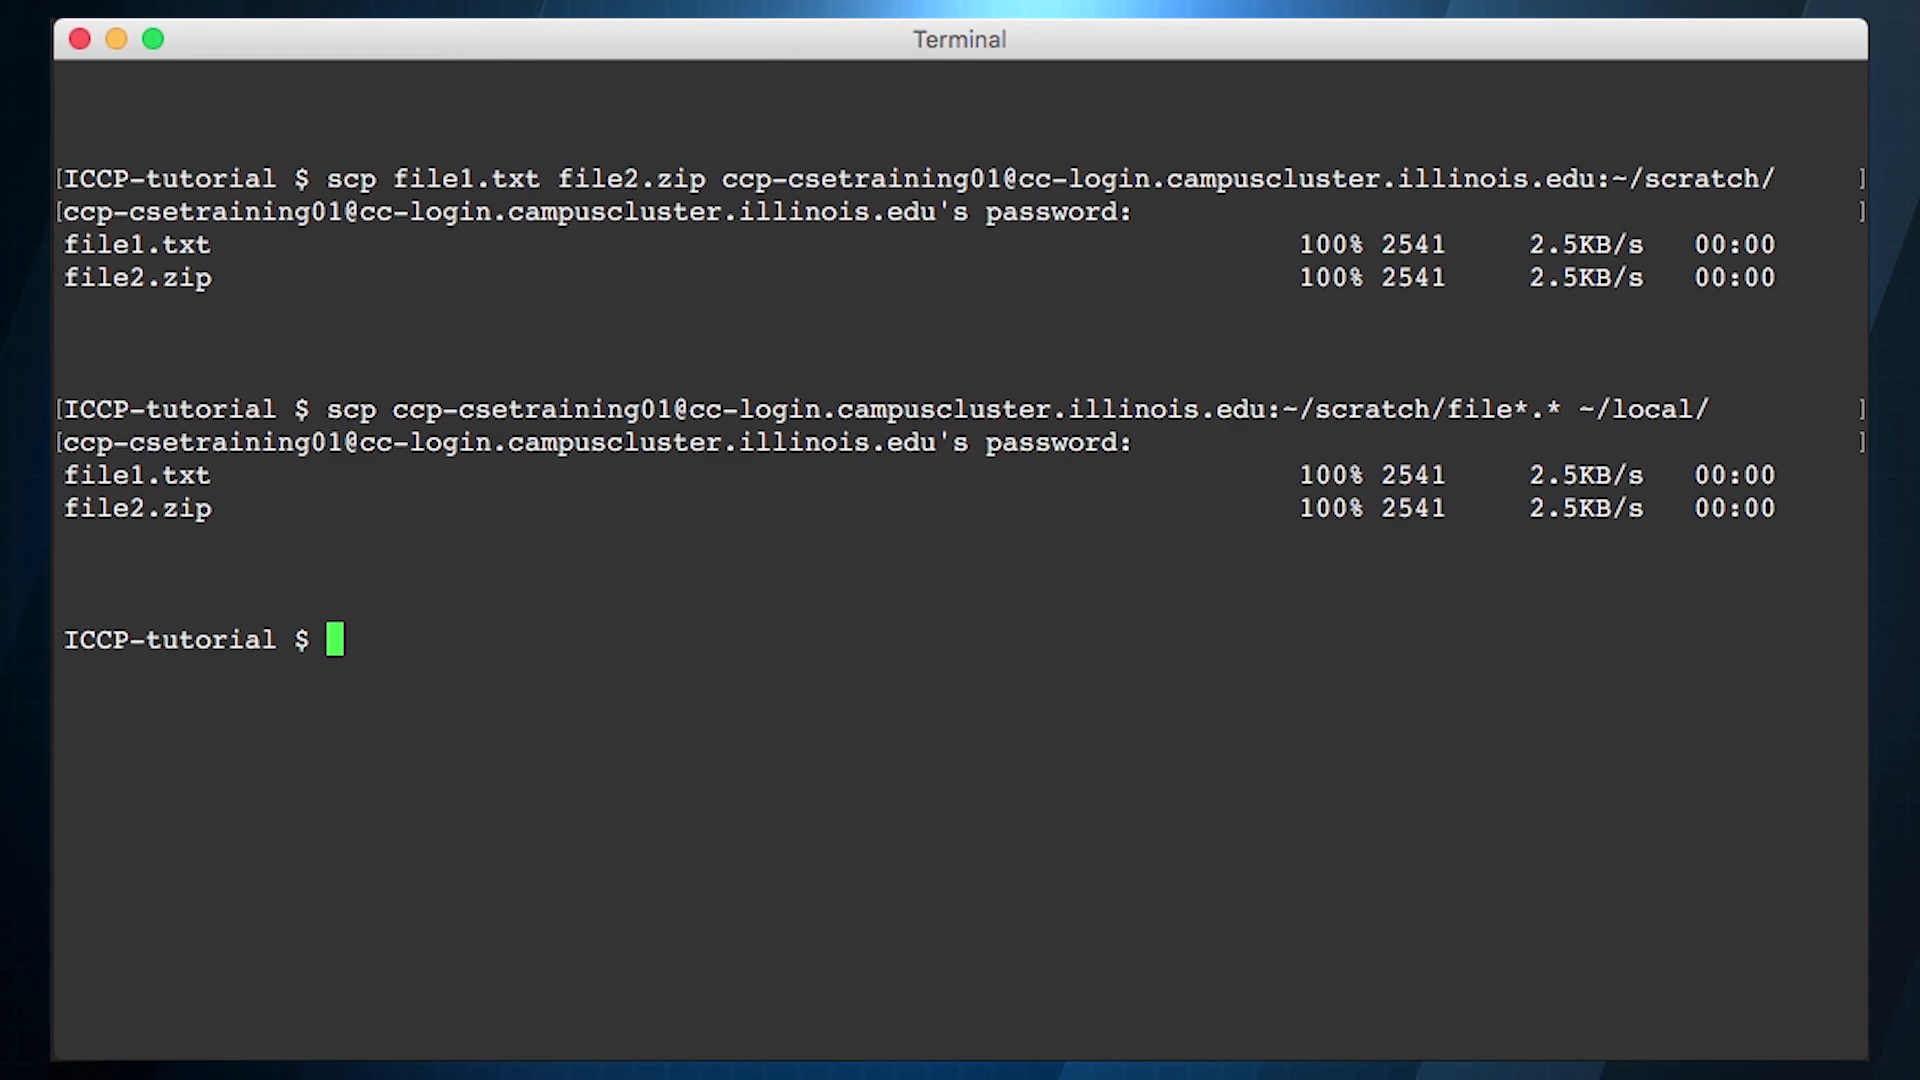 Terminal
[ICCP-tutorial $ scp file1.txt file2.zip ccp-csetraining01@cc-login.campuscluster.illinois.edu:~/scratch/ ]
[ccp-csetraining01@cc-login.campuscluster.illinois.edu's password: ]
file1.txt 100% 2541 2.5KB/s 00:00
file2.zip 100% 2541 2.5KB/s 00:00
[ICCP-tutorial $ scp ccp-csetraining01@cc-login.campuscluster.illinois.edu:~/scratch/file*.* ~/local/ ]
[ccp-csetraining01@cc-login.campuscluster.illinois.edu's password: ]
file1.txt 100% 2541 2.5KB/s 00:00
file2.zip 100% 2541 2.5KB/s 00:00
ICCP-tutorial $